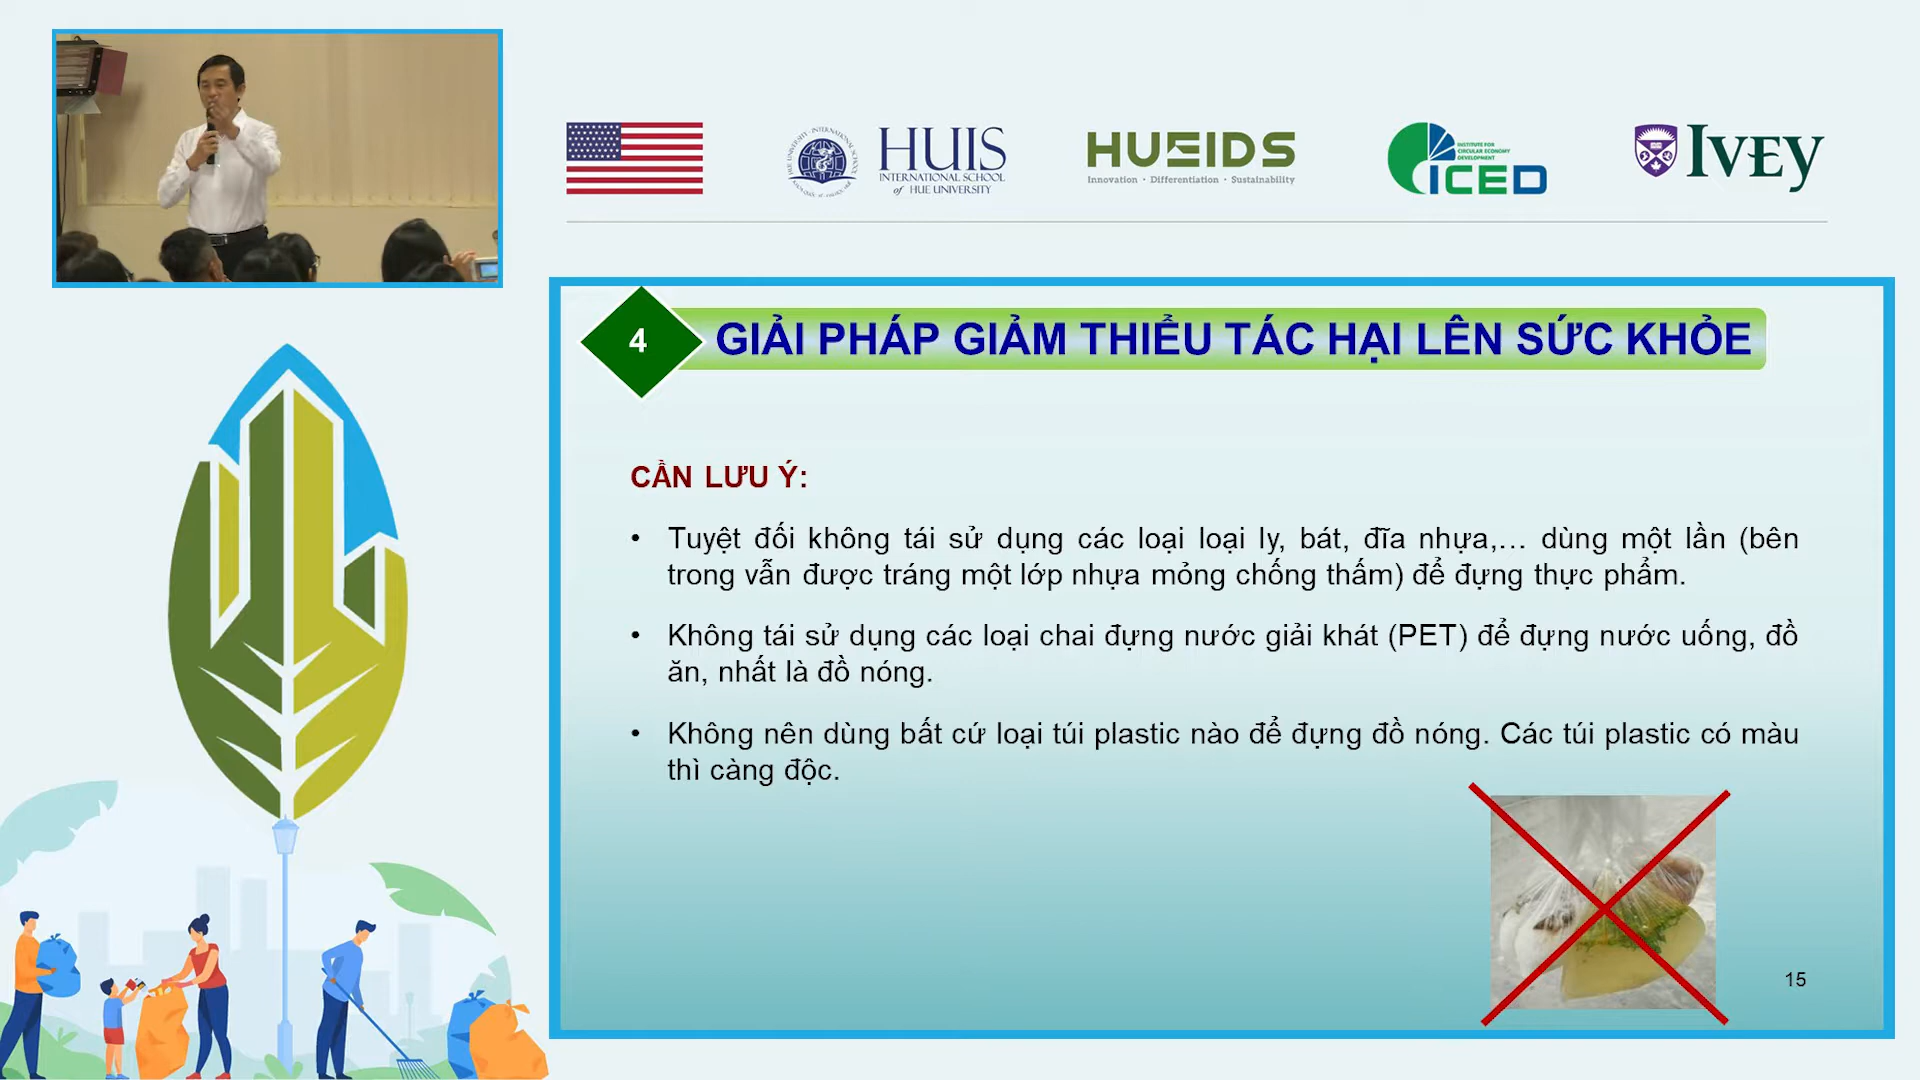 HUIS
INTERNATIONAL SCHOOL
of HUE UNIVERSITY
HUEIDS
Innovation • Differentiation • Sustainability
INSTITUTE FOR
CIRCULAR ECONOMY
DEVELOPMENT
ICED
IVEY
4
GIẢI PHÁP GIẢM THIỂU TÁC HẠI LÊN SỨC KHỎE
CẦN LƯU Ý:
• Tuyệt đối không tái sử dụng các loại loại ly, bát, đĩa nhựa,... dùng một lần (bên
trong vẫn được tráng một lớp nhựa mỏng chống thấm) để đựng thực phẩm.
• Không tái sử dụng các loại chai đựng nước giải khát (PET) để đựng nước uống, đồ
ăn, nhất là đồ nóng.
• Không nên dùng bất cứ loại túi plastic nào để đựng đồ nóng. Các túi plastic có màu
thì càng độc.
15